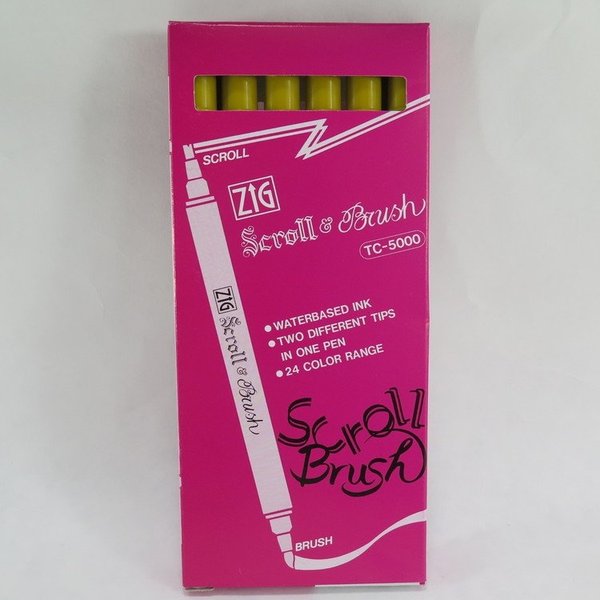 SCROLL
ZIG
Scroll & Brush
TC-5000
ZIG Scroll & Brush
• WATERBASED INK
• TWO DIFFERENT TIPS
IN ONE PEN
• 24 COLOR RANGE
Scroll
Brush
BRUSH